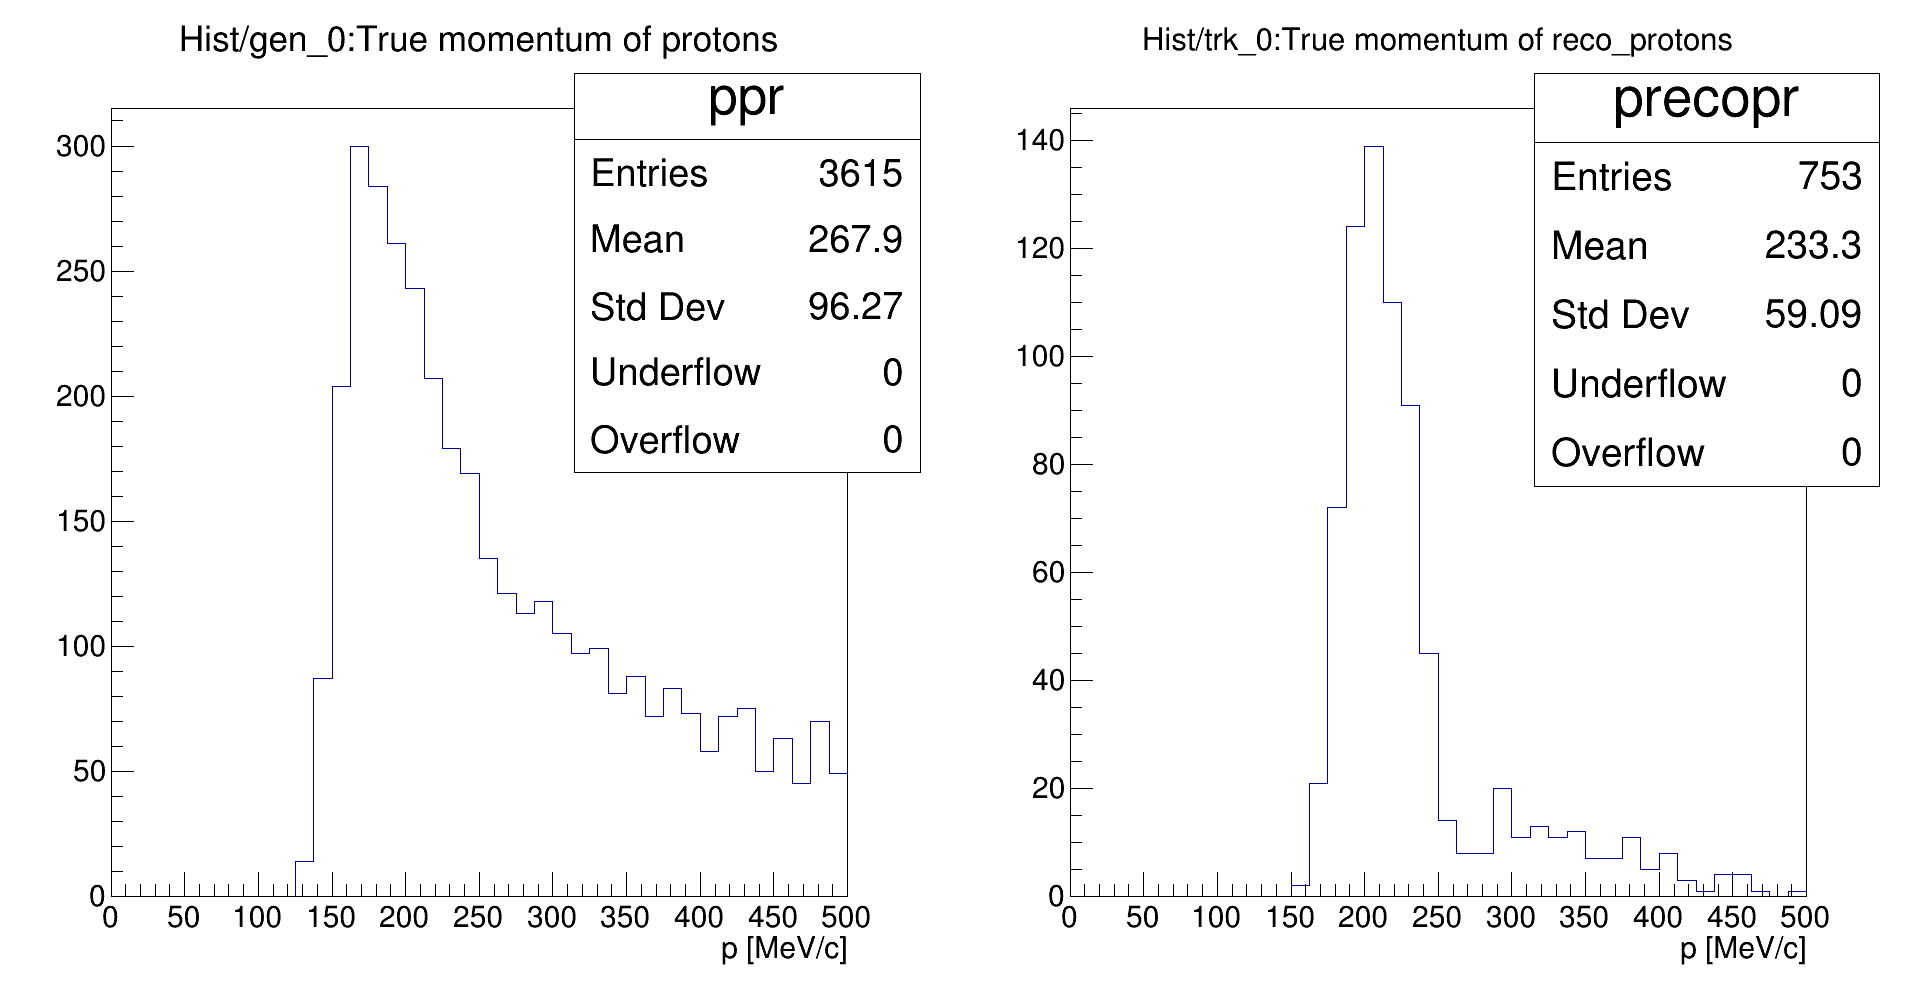 Hist/gen_0:True momentum of protons
ppr
Entries 3615
Mean 267.9
Std Dev 96.27
Underflow 0
Overflow 0
300
250
200
150
100
50
0
0 50 100 150 200 250 300 350 400 450 500
p [MeV/c]
Hist/trk_0:True momentum of reco_protons
precopr
Entries 753
Mean 233.3
Std Dev 59.09
Underflow 0
Overflow 0
140
120
100
80
60
40
20
0
0 50 100 150 200 250 300 350 400 450 500
p [MeV/c]